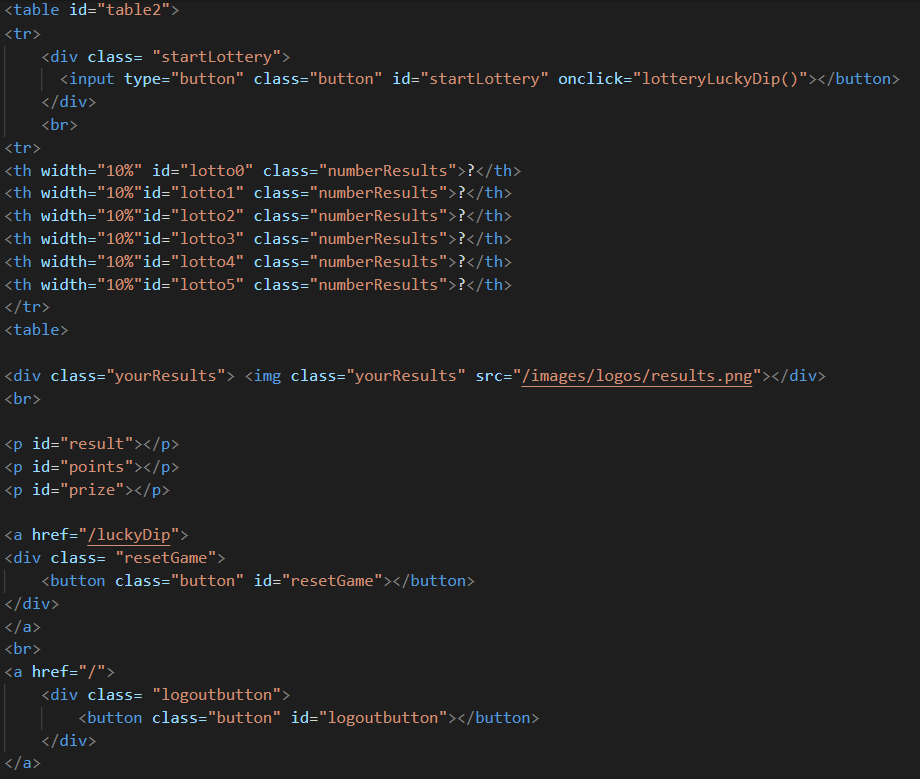 <table id="table2">
<tr>
    <div class= "startLottery">
      <input type="button" class="button" id="startLottery" onclick="lotteryLuckyDip()"></button>
    </div>
    <br>
<tr>
<th width="10%" id="lotto0" class="numberResults">?</th>
<th width="10%"id="lotto1" class="numberResults">?</th>
<th width="10%"id="lotto2" class="numberResults">?</th>
<th width="10%"id="lotto3" class="numberResults">?</th>
<th width="10%"id="lotto4" class="numberResults">?</th>
<th width="10%"id="lotto5" class="numberResults">?</th>
</tr>
<table>

<div class="yourResults"> <img class="yourResults" src="/images/logos/results.png"></div>
<br>

<p id="result"></p>
<p id="points"></p>
<p id="prize"></p>

<a href="/luckyDip">
<div class= "resetGame">
    <button class="button" id="resetGame"></button>
</div>
</a>
<br>
<a href="/">
    <div class= "logoutbutton">
        <button class="button" id="logoutbutton"></button>
    </div>
</a>